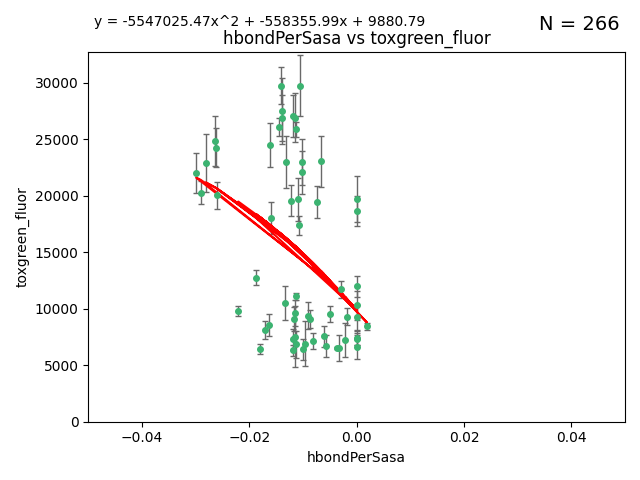 y = -5547025.47x^2 + -558355.99x + 9880.79
N = 266
hbondPerSasa vs toxgreen_fluor
30000
25000
20000
15000
10000
5000
0
toxgreen_fluor
−0.04
−0.02
0.00
0.02
0.04
hbondPerSasa